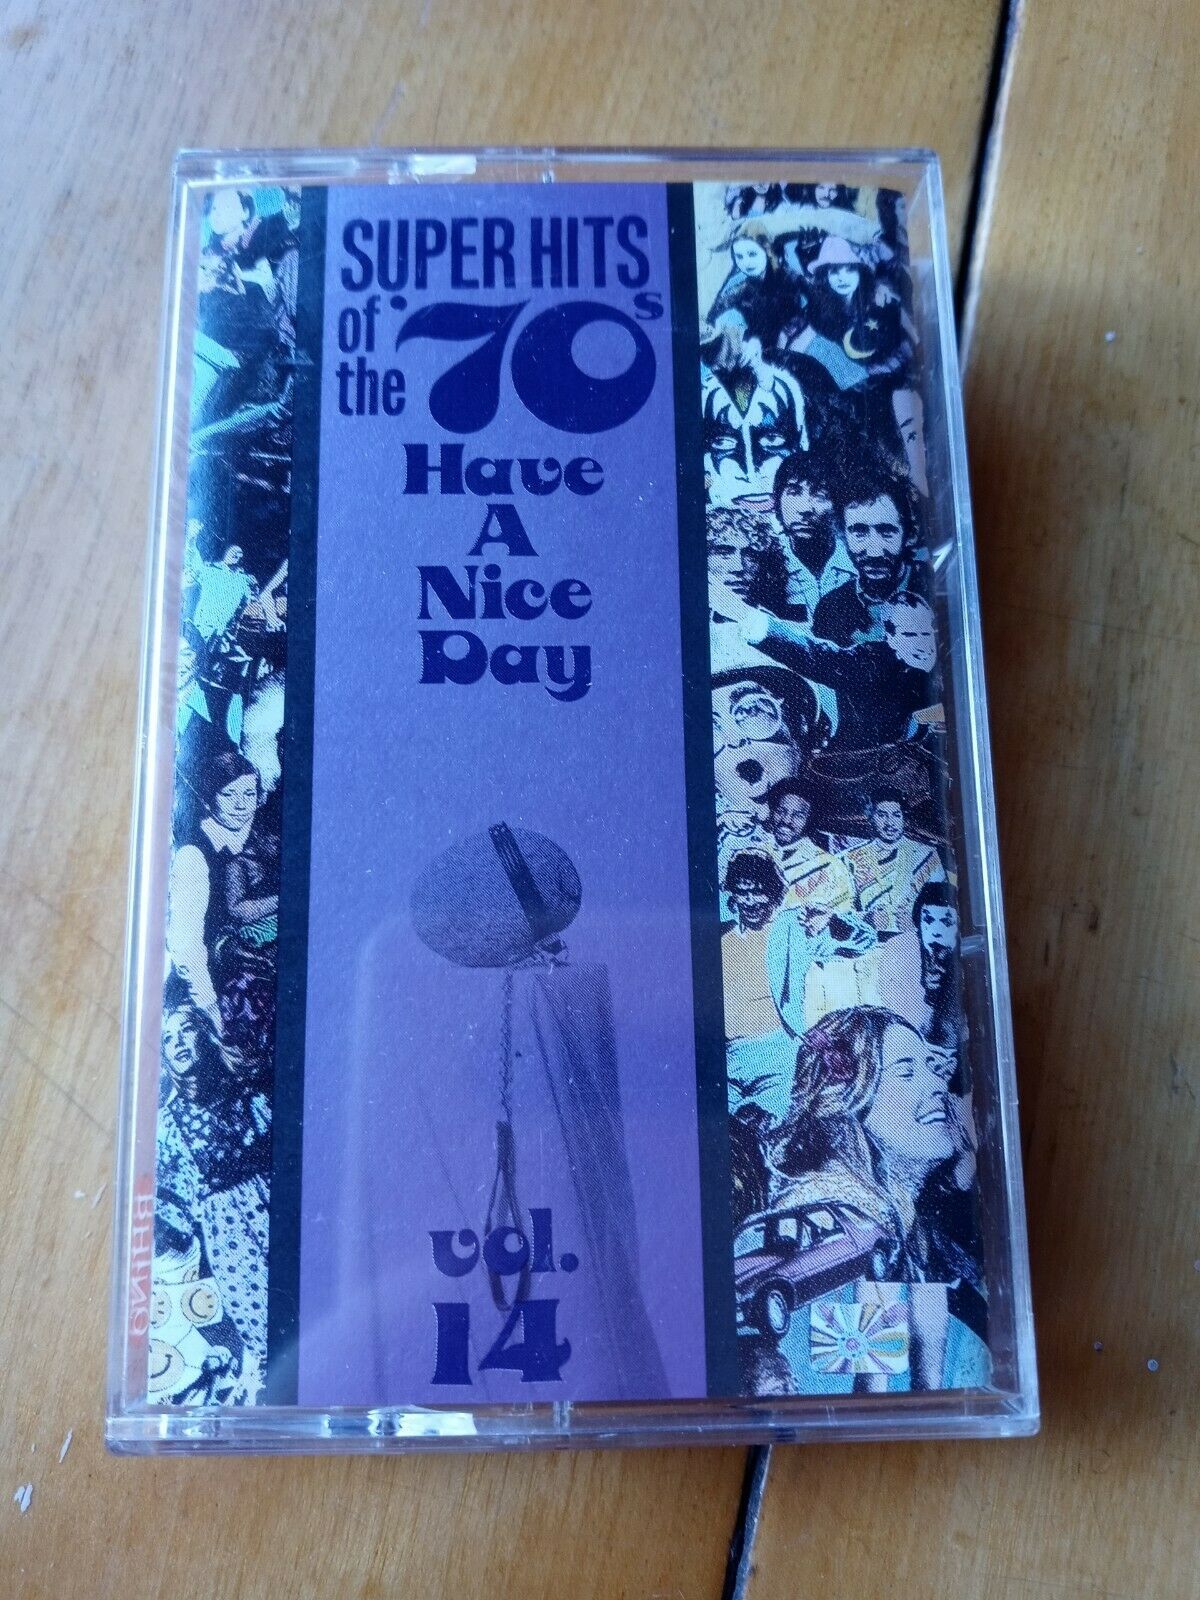 SUPER HITS
of the '70s
Have
A
Nice
Day
vol.
14
RHINO